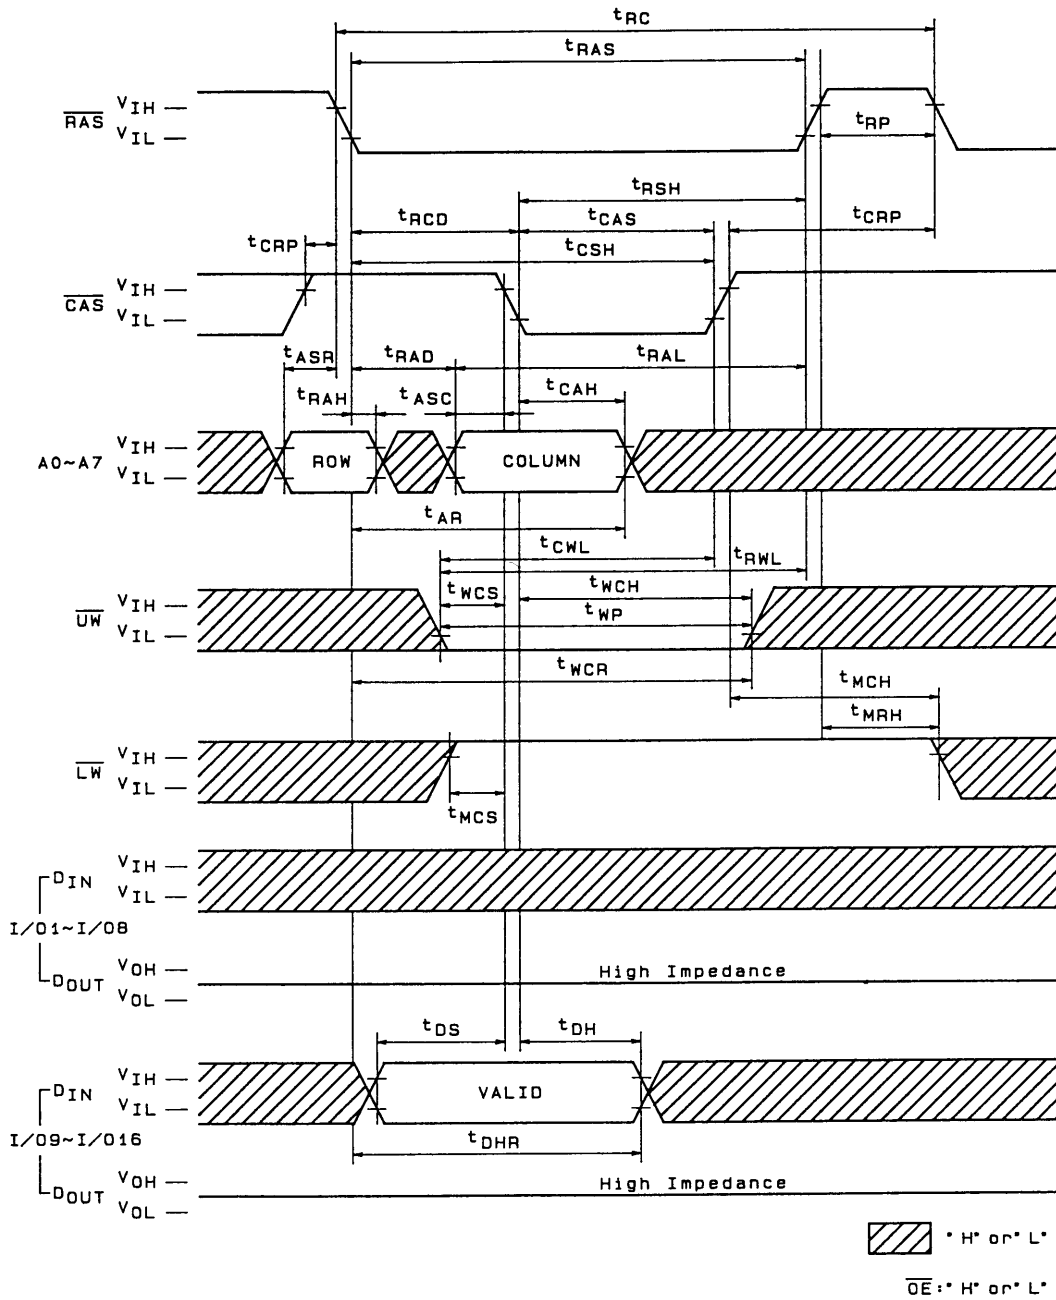 tRC
tRAS
RAS VIH
VIL
tRP
tRSH
tRCD tCAS tCRP
tCRP tCSH
CAS VIH
VIL
tASR tRAD tRAL
tRAH tASC tCAH
A0~A7 VIH
VIL
ROW COLUMN
tAR
tCWL
tRWL
tWCS tWCH
UW VIH
VIL
tWP
tWCR
tMCH
tMRH
LW VIH
VIL
tMCS
DIN VIH
VIL
I/O1~I/O8
DOUT VOH
VOL
High Impedance
tDS tDH
DIN VIH
VIL
VALID
I/O9~I/O16
tDHR
DOUT VOH
VOL
High Impedance
"H" or "L"
OE: "H" or "L"